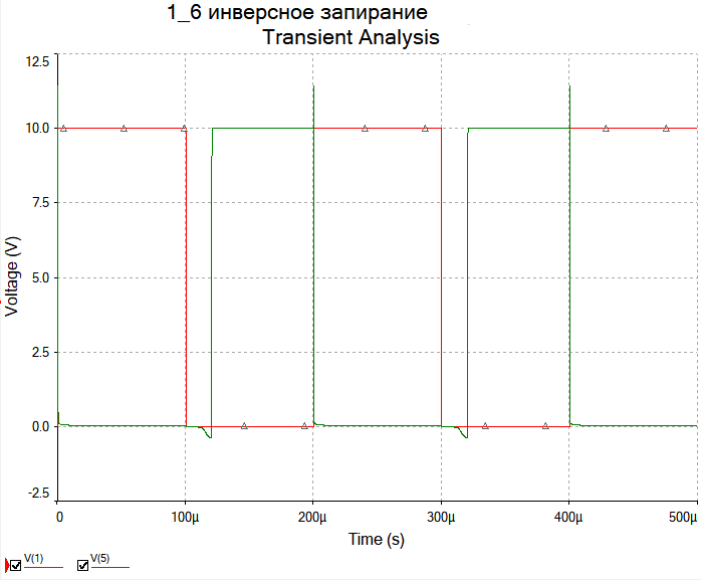 1_6 инверсное запирание
Transient Analysis
12.5
10.0
7.5
5.0
2.5
0.0
-2.5
Voltage (V)
0 100µ 200µ 300µ 400µ 500µ
Time (s)
V(1) V(5)